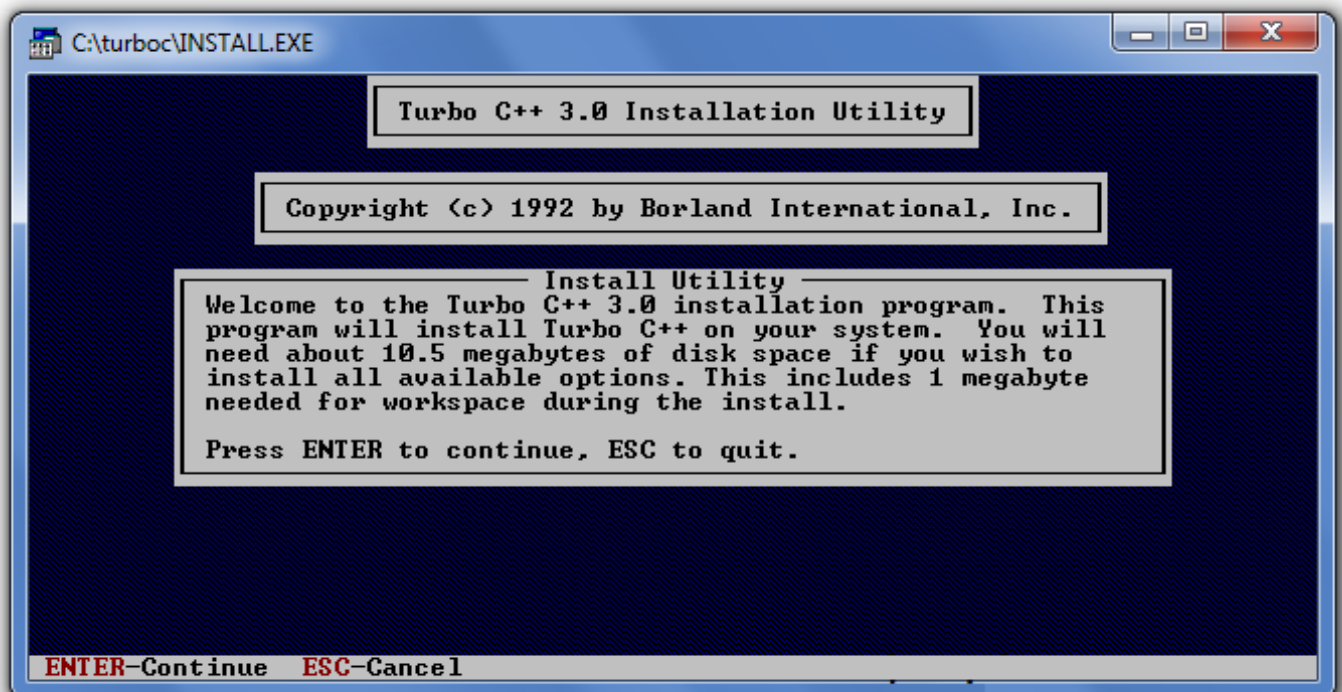 C:\turboc\INSTALL.EXE
Turbo C++ 3.0 Installation Utility
Copyright (c) 1992 by Borland International, Inc.
Install Utility
Welcome to the Turbo C++ 3.0 installation program.  This
program will install Turbo C++ on your system.  You will
need about 10.5 megabytes of disk space if you wish to
install all available options. This includes 1 megabyte
needed for workspace during the install.
Press ENTER to continue, ESC to quit.
ENTER-Continue  ESC-Cancel